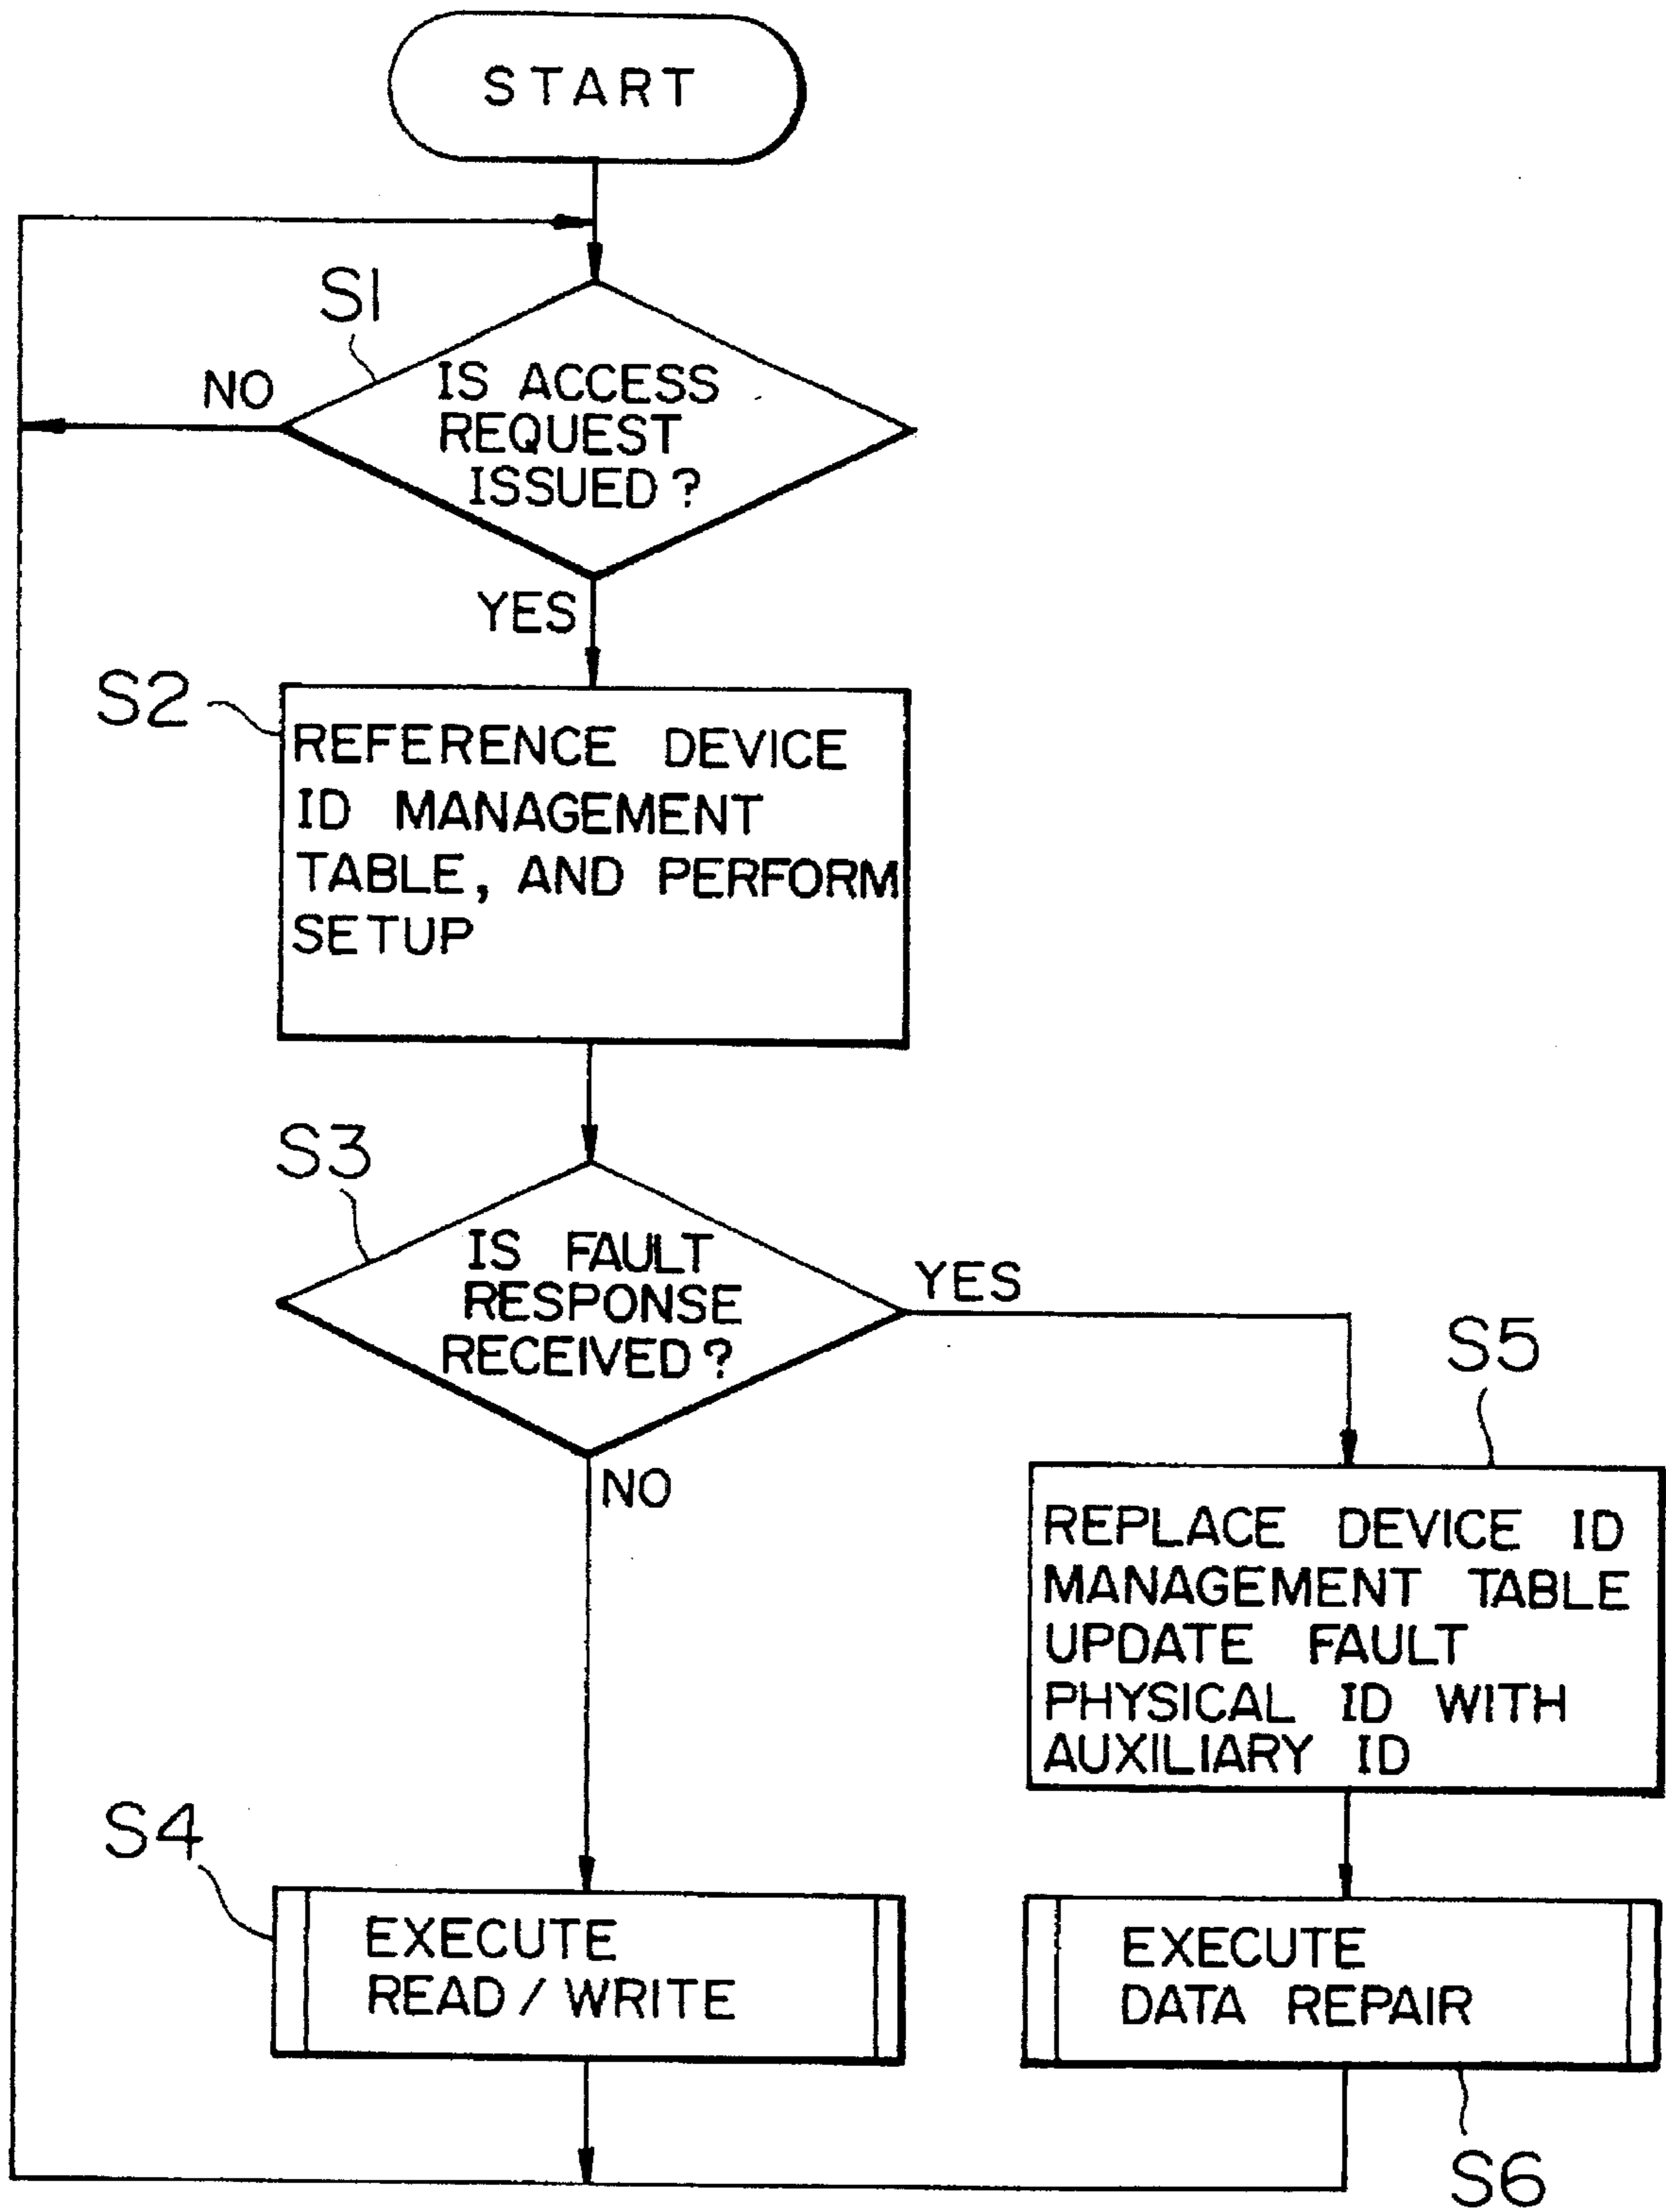 START
S1
NO
IS ACCESS
REQUEST
ISSUED?
YES
S2
REFERENCE DEVICE
ID MANAGEMENT
TABLE, AND PERFORM
SETUP
S3
IS FAULT
RESPONSE
RECEIVED?
YES
NO
S5
REPLACE DEVICE ID
MANAGEMENT TABLE
UPDATE FAULT
PHYSICAL ID WITH
AUXILIARY ID
S4
EXECUTE
READ / WRITE
EXECUTE
DATA REPAIR
S6